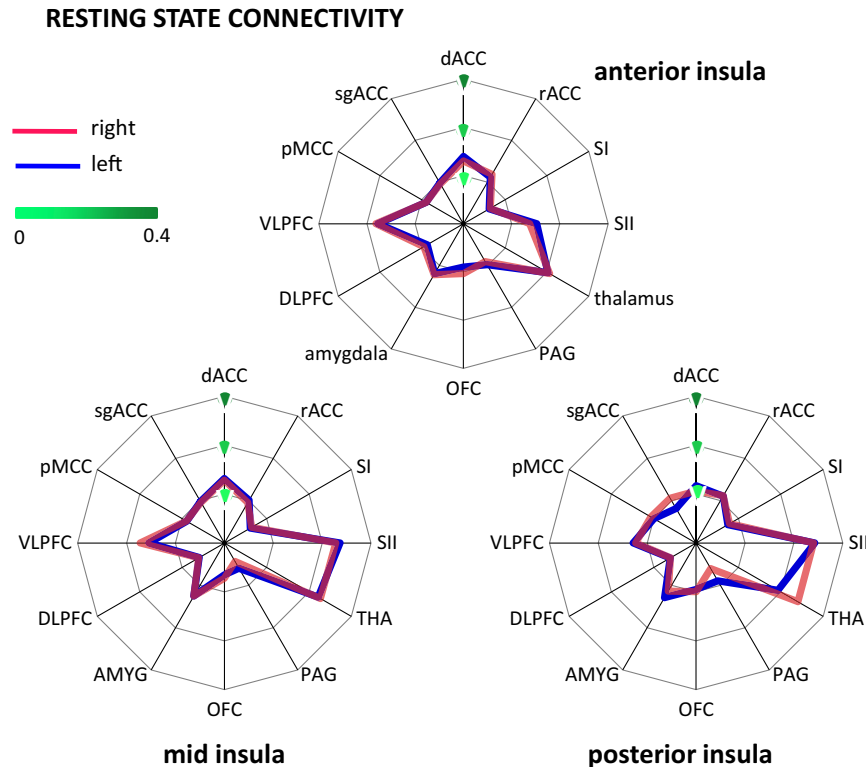 RESTING STATE CONNECTIVITY
anterior insula
right
left
0 0.4
dACC
rACC
SI
SII
thalamus
PAG
OFC
amygdala
DLPFC
VLPFC
pMCC
sgACC
mid insula
dACC
rACC
SI
SII
THA
PAG
OFC
AMYG
DLPFC
VLPFC
pMCC
sgACC
posterior insula
dACC
rACC
SI
SII
THA
PAG
OFC
AMYG
DLPFC
VLPFC
pMCC
sgACC